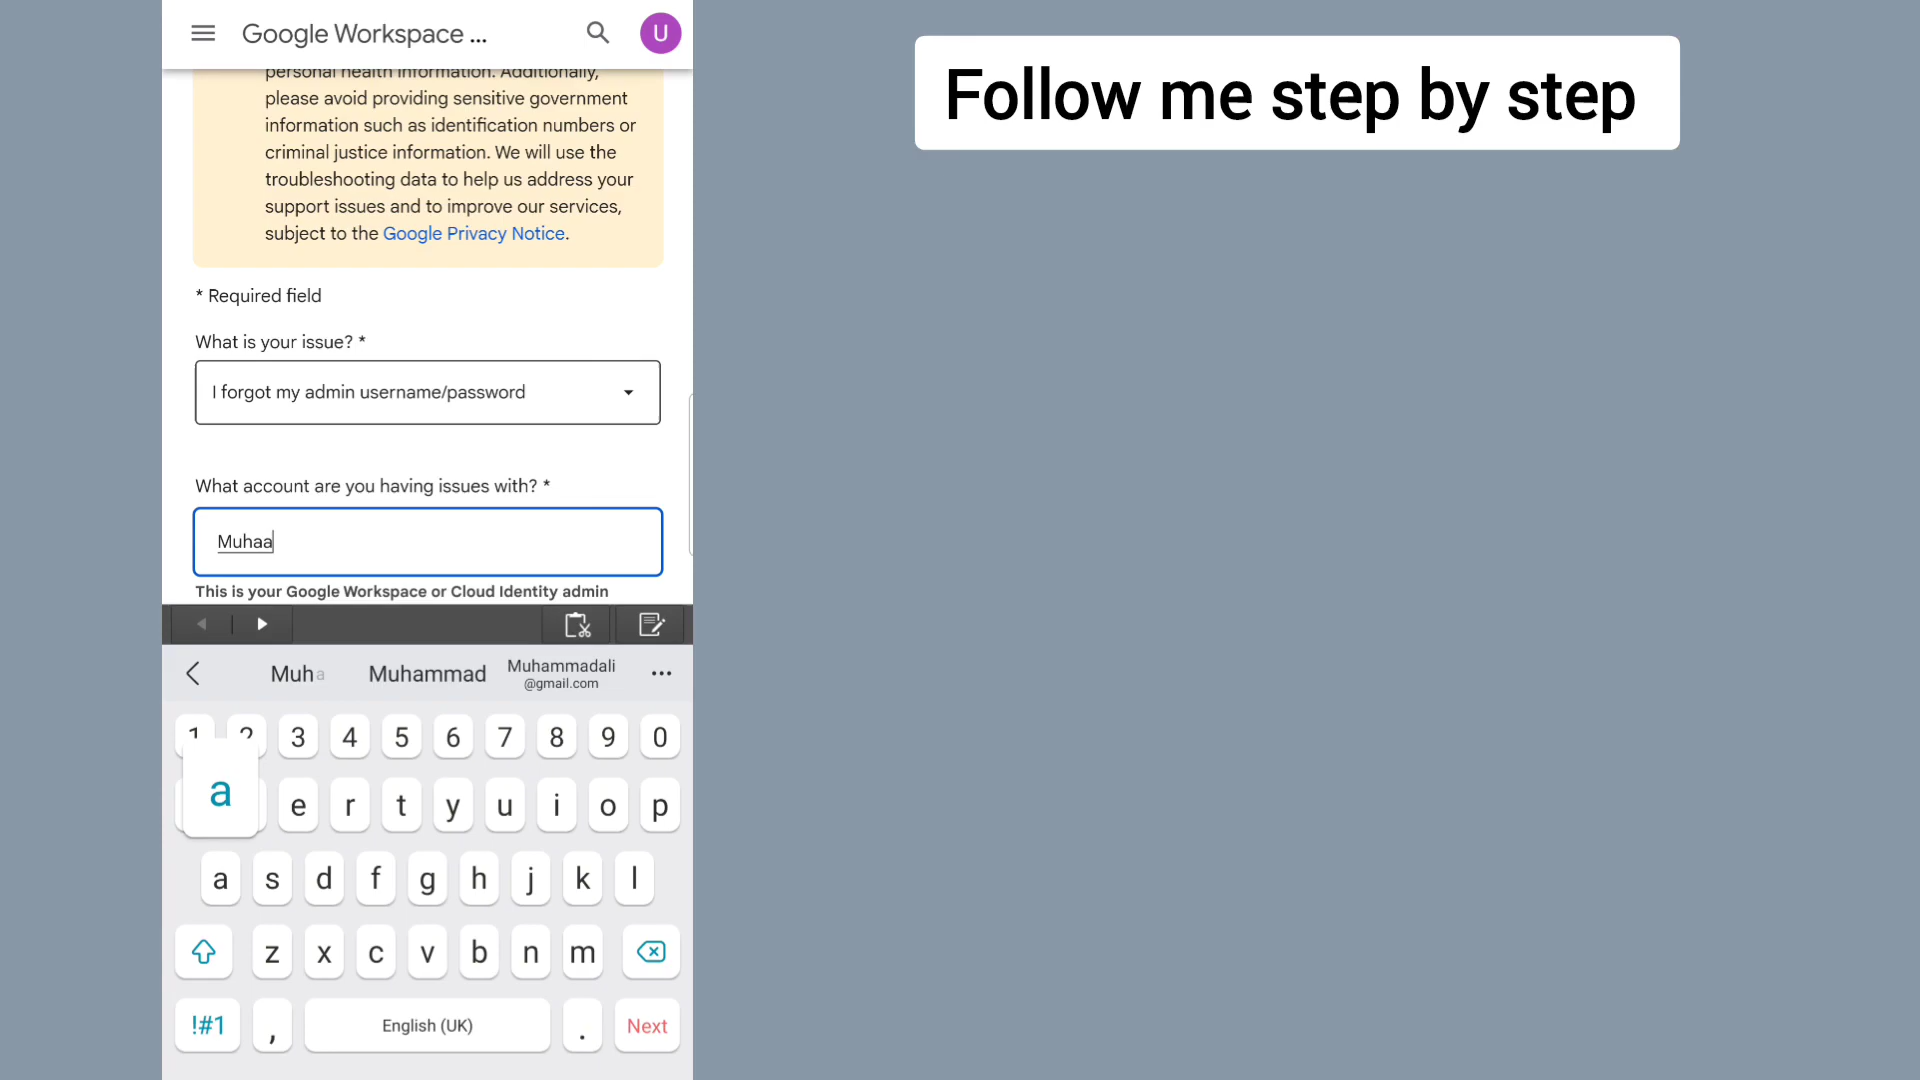 Google Workspace ...
U
Follow me step by step
personal health information. Additionally,
please avoid providing sensitive government
information such as identification numbers or
criminal justice information. We will use the
troubleshooting data to help us address your
support issues and to improve our services,
subject to the Google Privacy Notice.
* Required field
What is your issue? *
I forgot my admin username/password
What account are you having issues with? *
Muhaa
This is your Google Workspace or Cloud Identity admin
Muha Muhammad Muhammadali
@gmail.com
...
1 2 3 4 5 6 7 8 9 0
a
e r t y u i o p
a s d f g h j k l
z x c v b n m
!#1 , English (UK) . Next